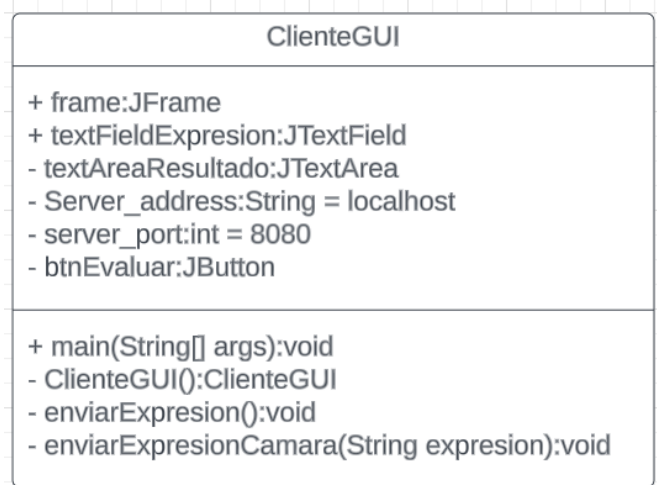 ClienteGUI
+ frame:JFrame
+ textFieldExpresion:JTextField
- textAreaResultado:JTextArea
- Server_address:String = localhost
- server_port:int = 8080
- btnEvaluar:JButton
+ main(String[] args):void
- ClienteGUI():ClienteGUI
- enviarExpresion():void
- enviarExpresionCamara(String expresion):void